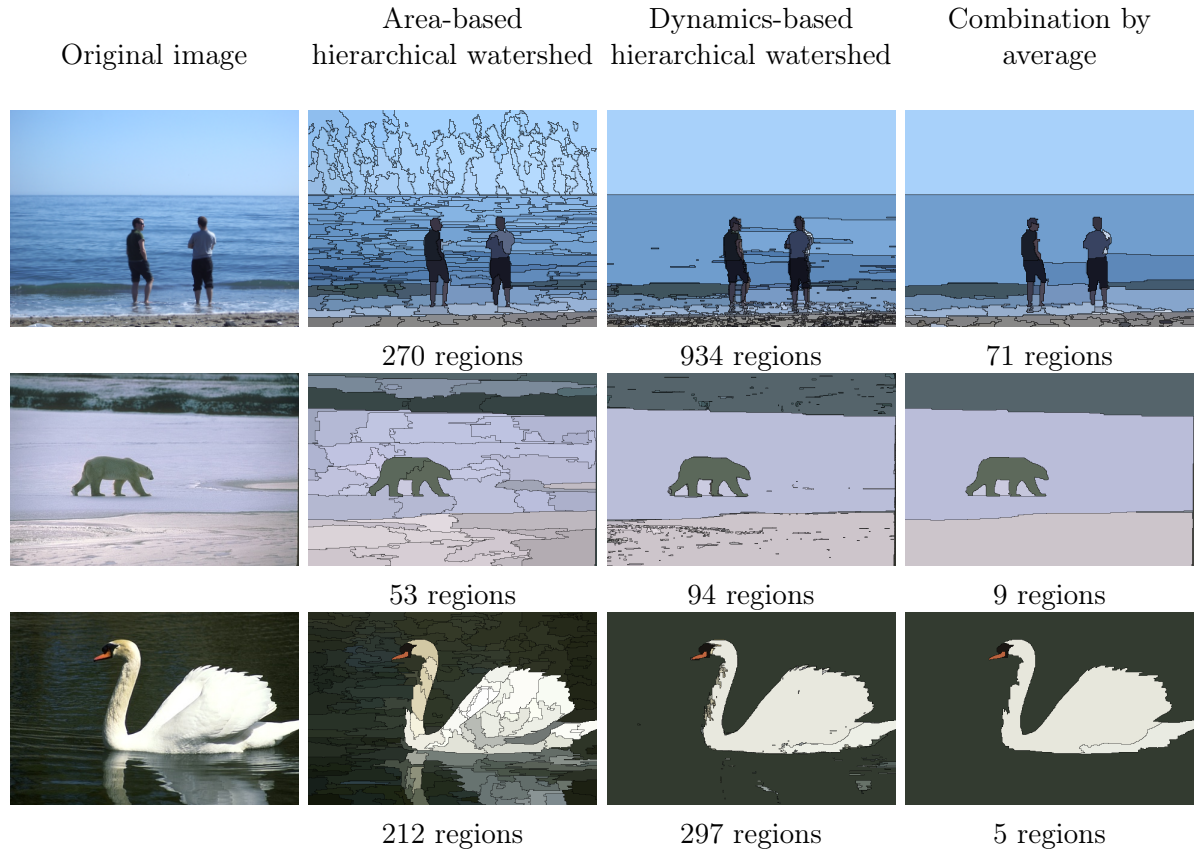 Original image
Area-based
hierarchical watershed
Dynamics-based
hierarchical watershed
Combination by
average
270 regions
934 regions
71 regions
53 regions
94 regions
9 regions
212 regions
297 regions
5 regions